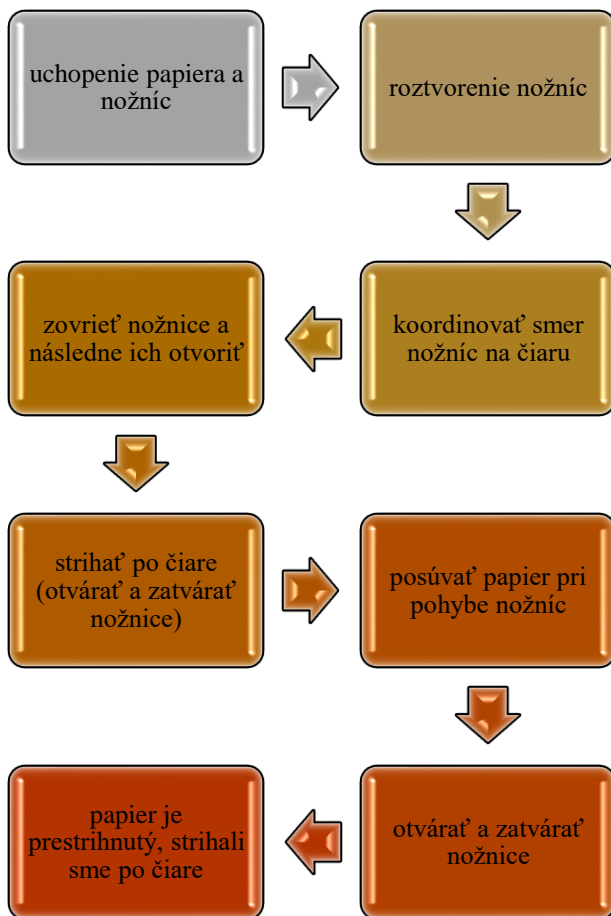 uchopenie papiera a
nožníc
roztvorenie nožníc
koordinovať smer
nožníc na čiaru
zovrieť nožnice a
následne ich otvoriť
strihať po čiare
(otvárať a zatvárať
nožnice)
posúvať papier pri
pohybe nožníc
otvárať a zatvárať
nožnice
papier je
prestrihnutý, strihali
sme po čiare